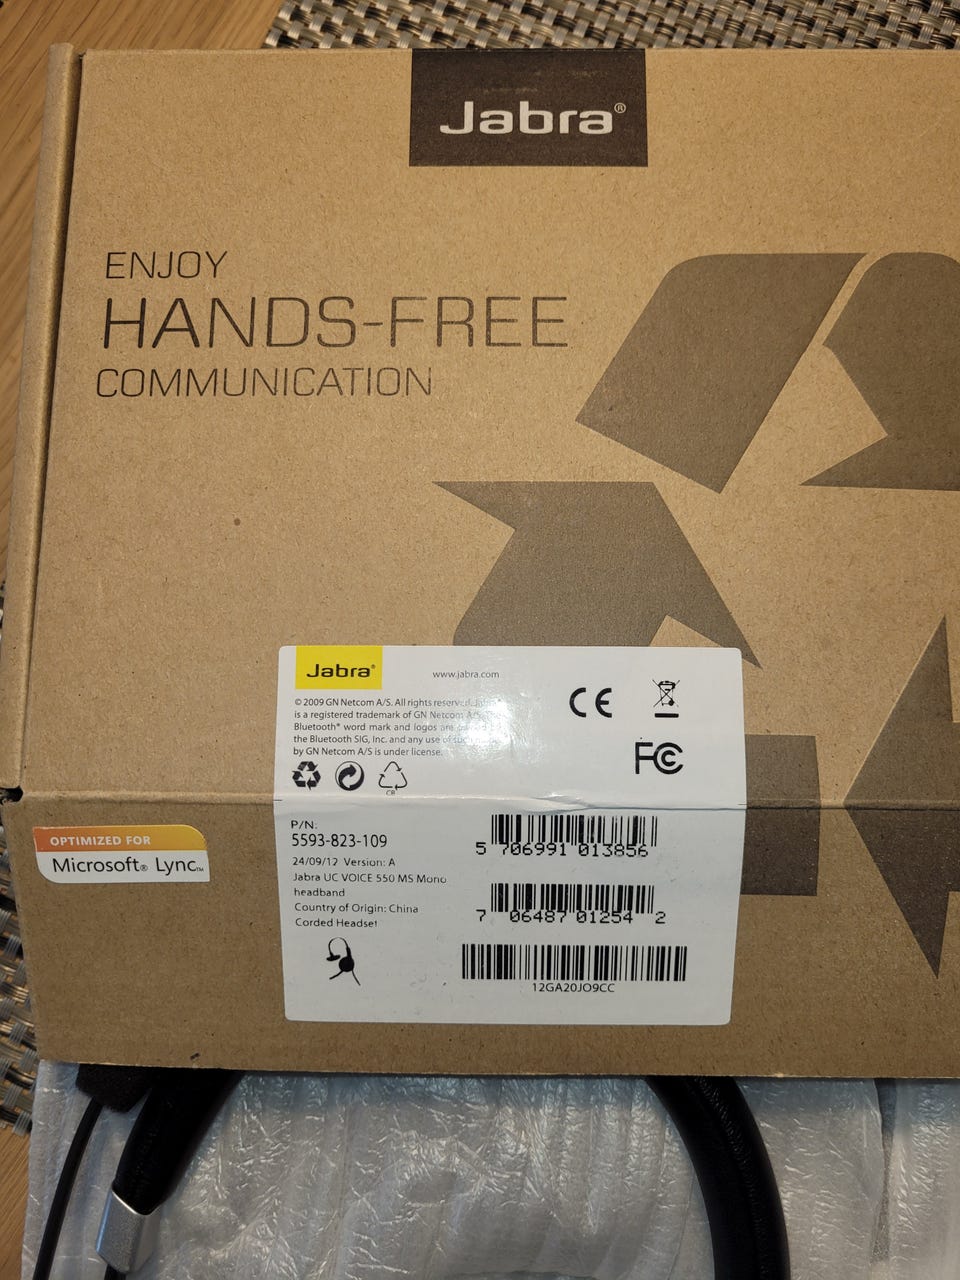 Jabra®
ENJOY
HANDS-FREE
COMMUNICATION
Jabra®
www.jabra.com
© 2009 GN Netcom A/S. All rights reserved. Jabra®
is a registered trademark of GN Netcom A/S.
Bluetooth® word mark and logos are
the Bluetooth SIG, Inc. and any use of such
by GN Netcom A/S is under license.
CE
FC
CB
OPTIMIZED FOR
Microsoft® Lync™
P/N:
5593-823-109
24/09/12 Version: A
Jabra UC VOICE 550 MS Mono
headband
Country of Origin: China
Corded Headset
5 706991 013856
7 06487 01254 2
12GA20JO9CC